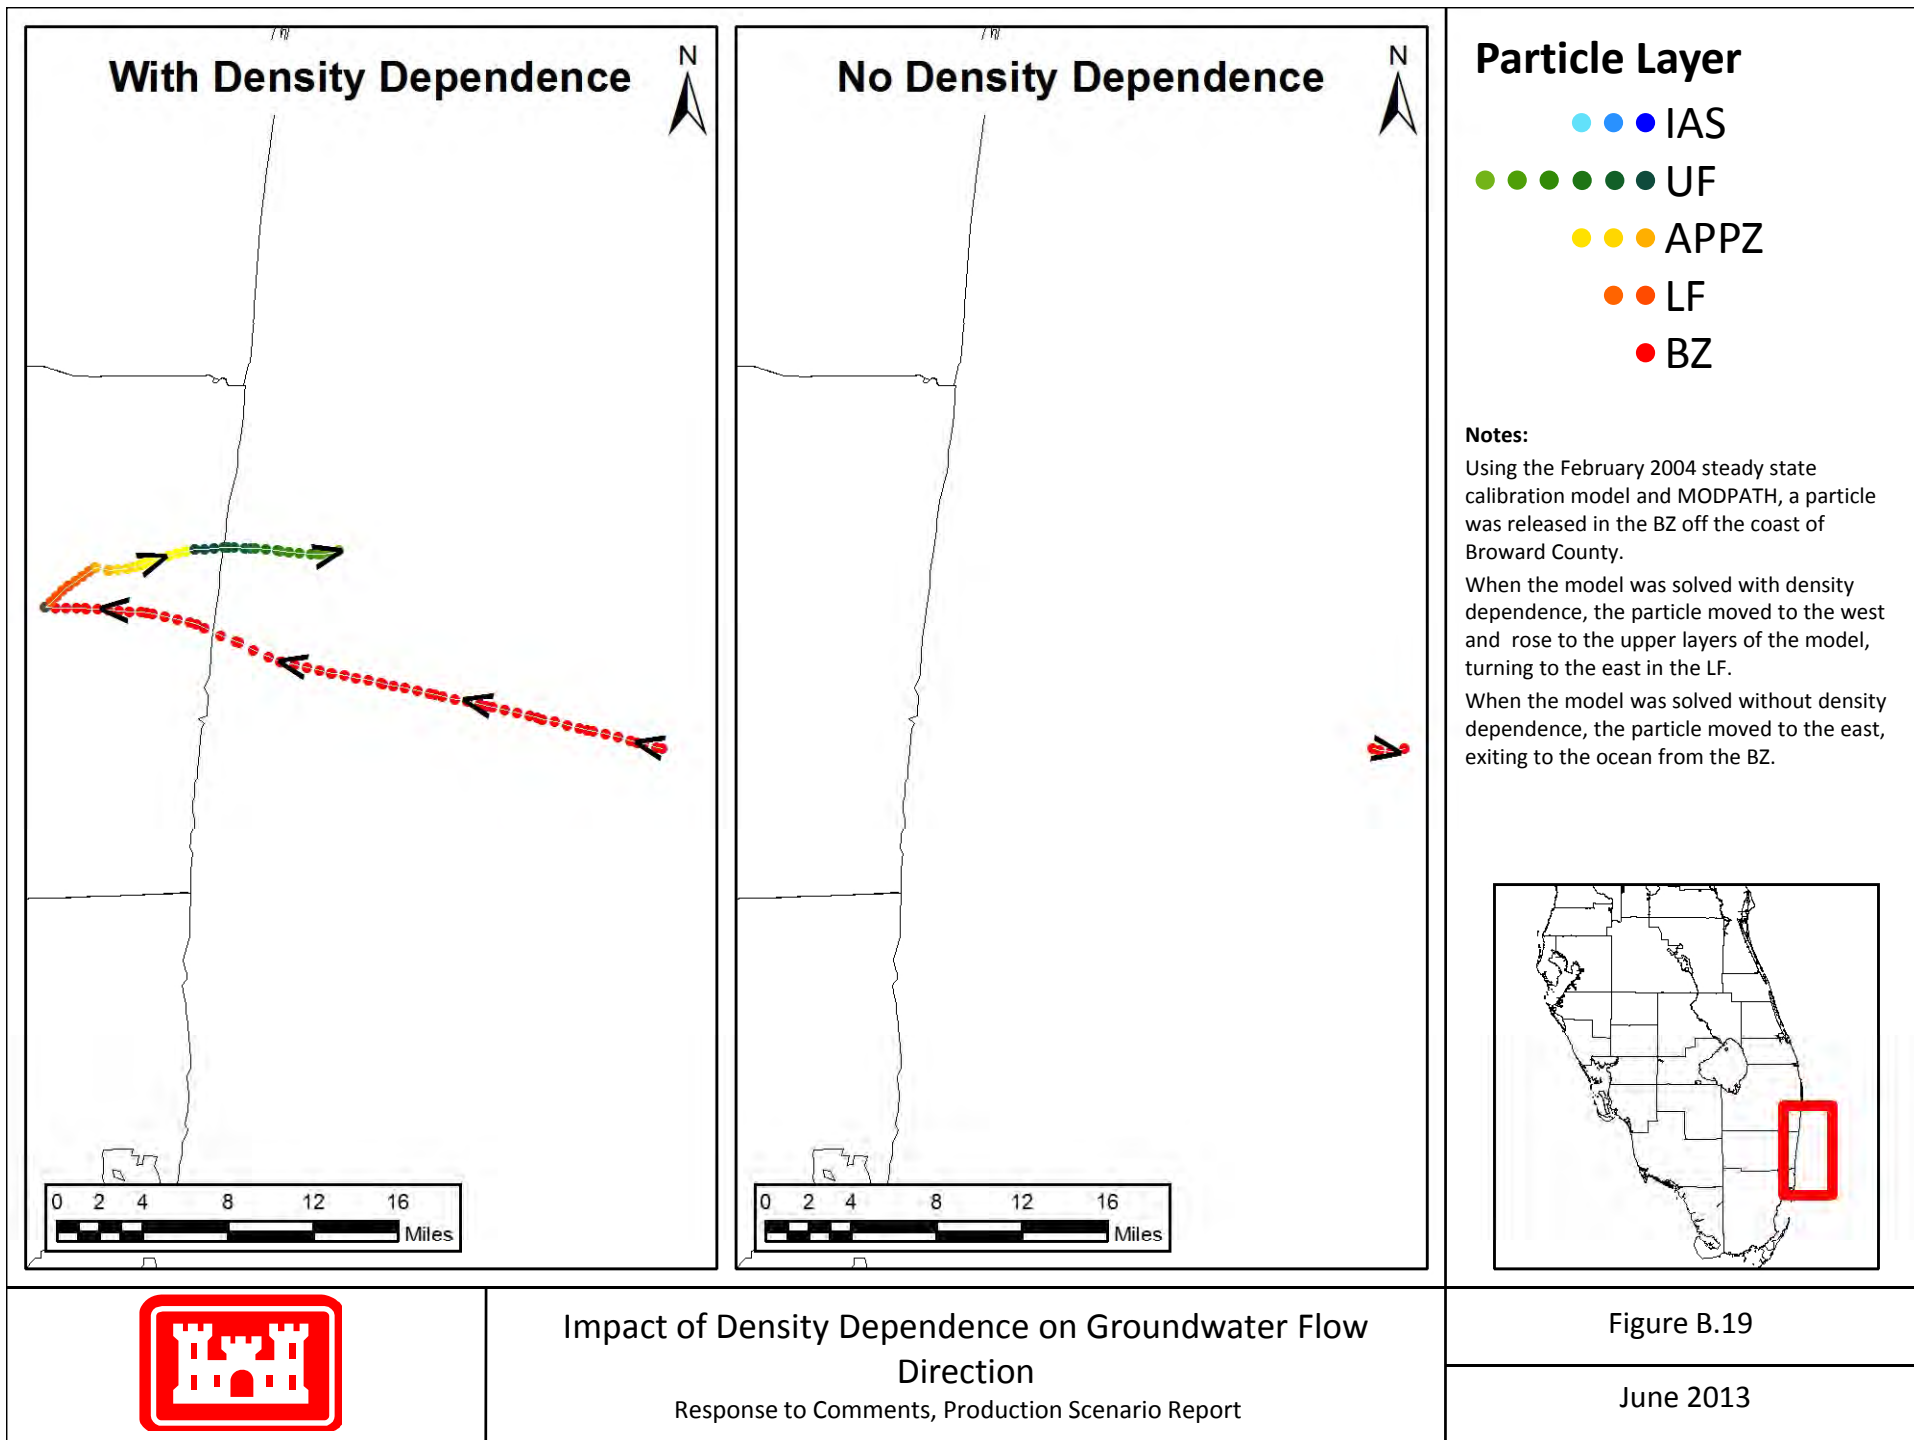 With Density Dependence
N
0 2 4 8 12 16
Miles
No Density Dependence
N
0 2 4 8 12 16
Miles
Particle Layer
IAS
UF
APPZ
LF
BZ
Notes:
Using the February 2004 steady state
calibration model and MODPATH, a particle
was released in the BZ off the coast of
Broward County.
When the model was solved with density
dependence, the particle moved to the west
and rose to the upper layers of the model,
turning to the east in the LF.
When the model was solved without density
dependence, the particle moved to the east,
exiting to the ocean from the BZ.
Impact of Density Dependence on Groundwater Flow
Direction
Response to Comments, Production Scenario Report
Figure B.19
June 2013